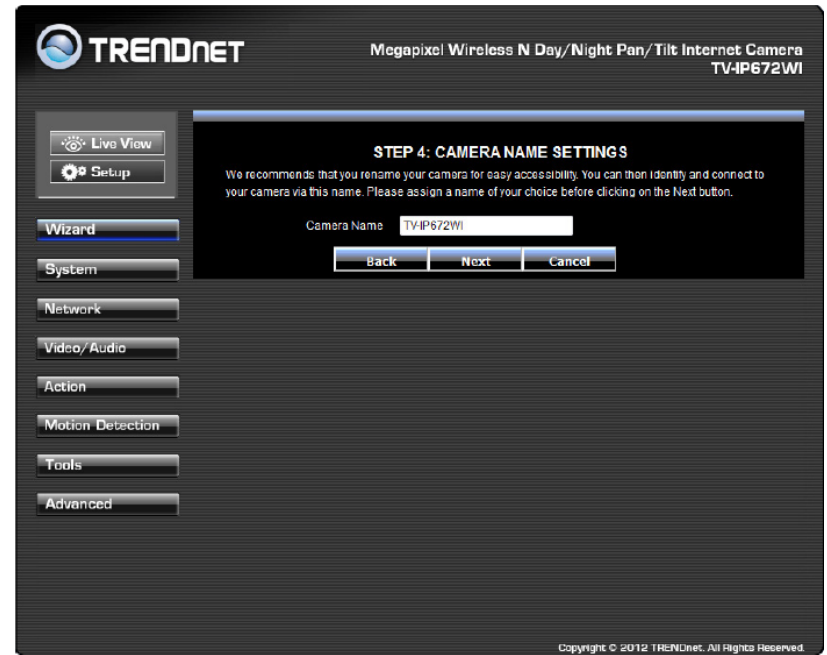 TRENDNET
Megapixel Wireless N Day/Night Pan/Tilt Internet Camera
TV-IP672WI
Live View
Setup
Wizard
System
Network
Video/Audio
Action
Motion Detection
Tools
Advanced
STEP 4: CAMERA NAME SETTINGS
We recommends that you rename your camera for easy accessibility. You can then identify and connect to
your camera via this name. Please assign a name of your choice before clicking on the Next button.
Camera Name TV-IP672WI
Back Next Cancel
Copyright © 2012 TRENDnet. All Rights Reserved.